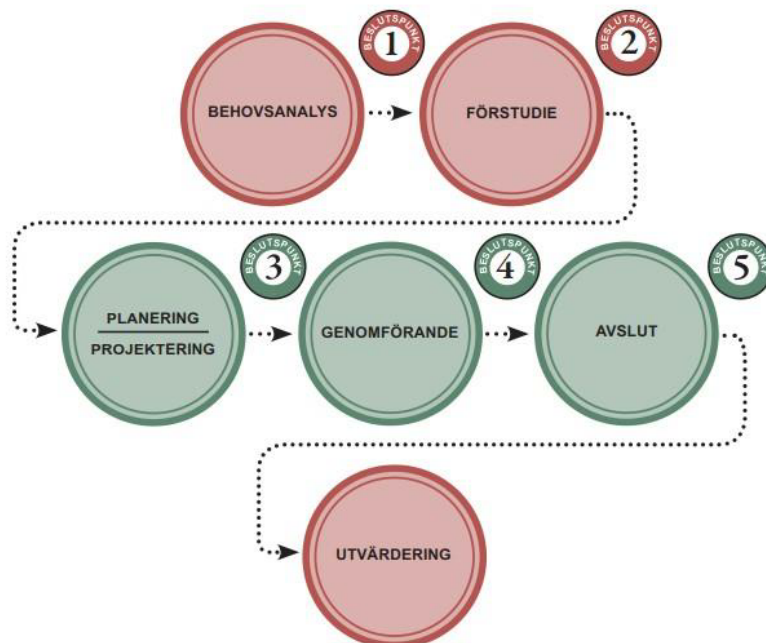 BESLUTSPUNKT
1
BESLUTSPUNKT
2
BEHOVSANALYS
FÖRSTUDIE
BESLUTSPUNKT
3
BESLUTSPUNKT
4
BESLUTSPUNKT
5
PLANERING
PROJEKTERING
GENOMFÖRANDE
AVSLUT
UTVÄRDERING